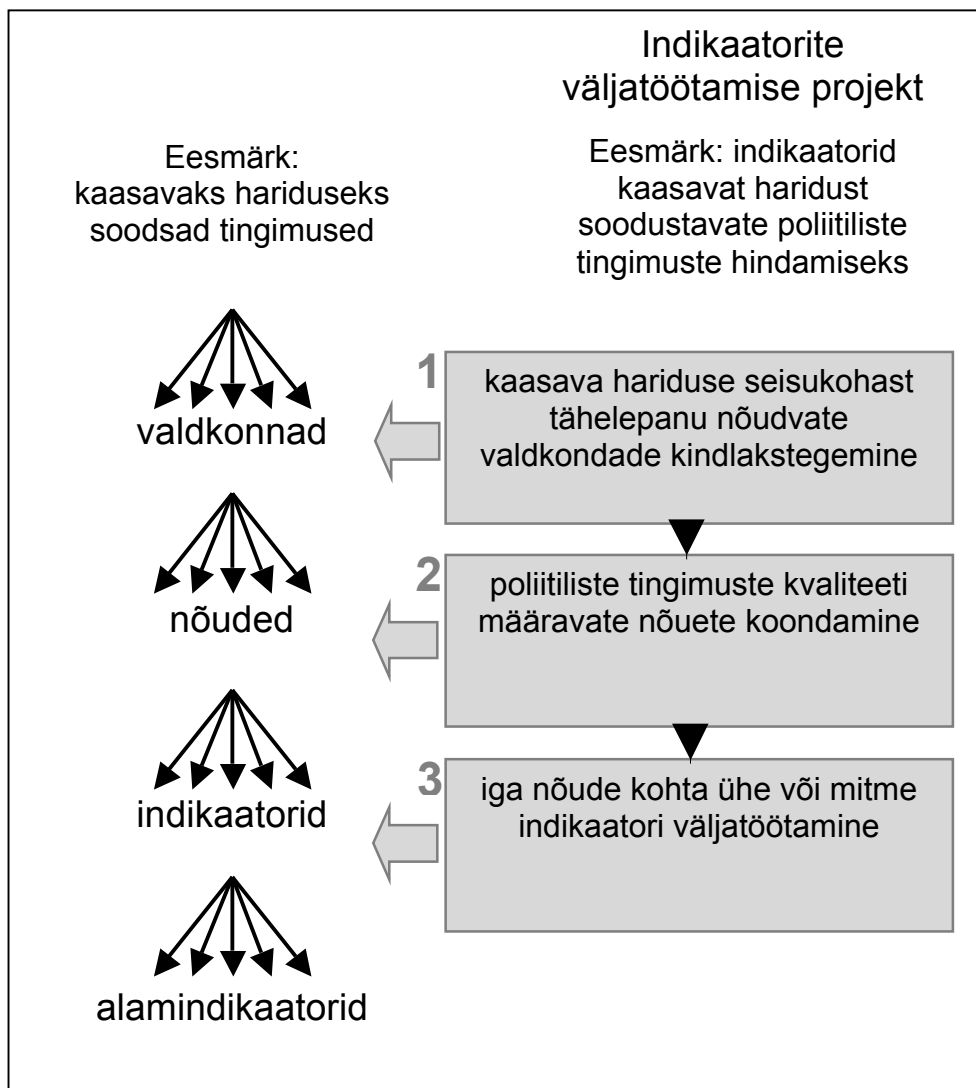 Indikaatorite
väljatöötamise projekt
Eesmärk:
kaasavaks hariduseks
soodsad tingimused
Eesmärk: indikaatorid
kaasavat haridust
soodustavate poliitiliste
tingimuste hindamiseks
1
kaasava hariduse seisukohast
tähelepanu nõudvate
valdkondade kindlakstegemine
valdkonnad
2
poliitiliste tingimuste kvaliteeti
määravate nõuete koondamine
nõuded
3
iga nõude kohta ühe või mitme
indikaatori väljatöötamine
indikaatorid
alamindikaatorid